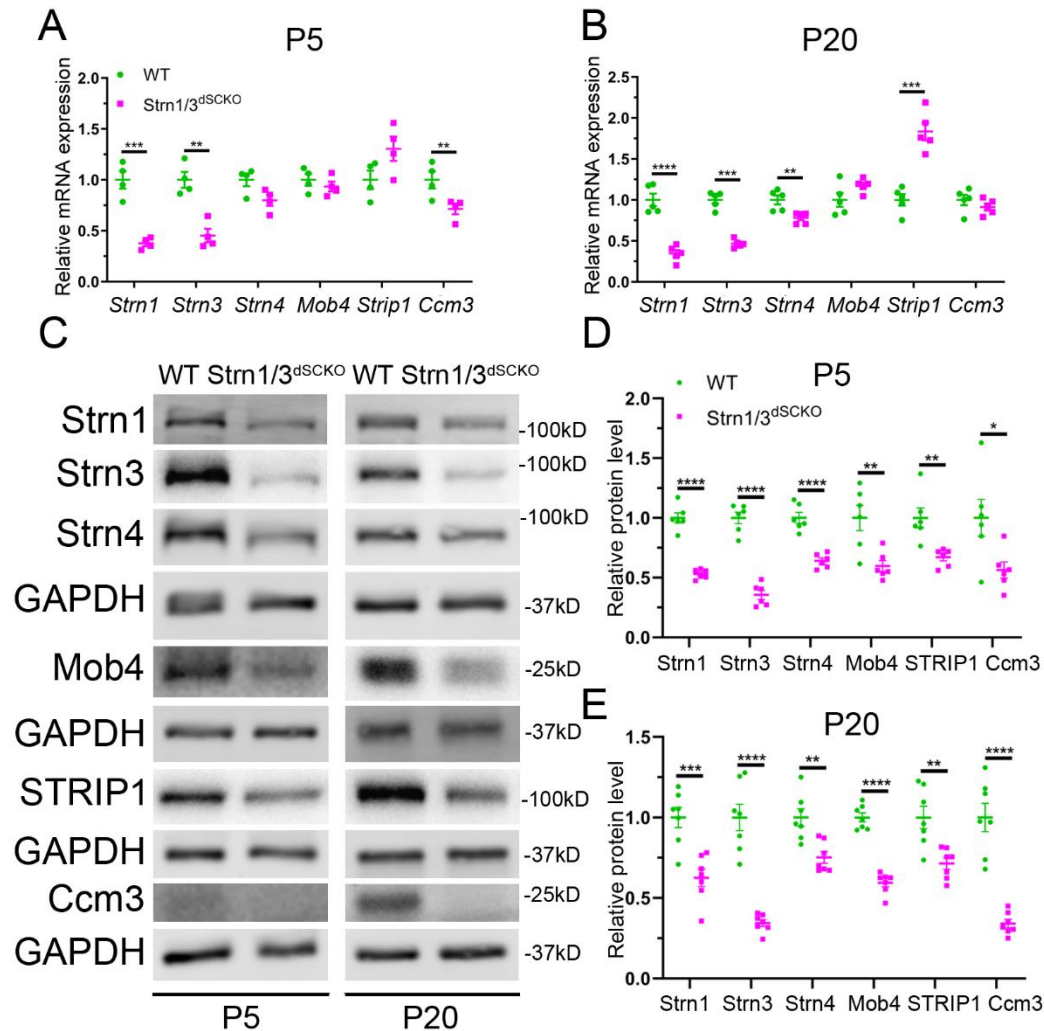 A
P5
WT
Strn1/3dSCKO
Relative mRNA expression
2.0
1.5
1.0
0.5
0.0
*** ** **
Strn1 Strn3 Strn4 Mob4 Strip1 Ccm3
B
P20
Relative mRNA expression
2.5
2.0
1.5
1.0
0.5
0.0
**** *** ** ***
Strn1 Strn3 Strn4 Mob4 Strip1 Ccm3
C
WT Strn1/3dSCKO WT Strn1/3dSCKO
Strn1 -100kD
Strn3 -100kD
Strn4 -100kD
GAPDH -37kD
Mob4 -25kD
GAPDH -37kD
STRIP1 -100kD
GAPDH -37kD
Ccm3 -25kD
GAPDH -37kD
P5 P20
D
P5
WT
Strn1/3dSCKO
Relative protein level
2.0
1.5
1.0
0.5
0.0
**** **** **** ** ** *
Strn1 Strn3 Strn4 Mob4 STRIP1 Ccm3
E
P20
Relative protein level
1.5
1.0
0.5
0.0
*** **** ** **** ** ****
Strn1 Strn3 Strn4 Mob4 STRIP1 Ccm3